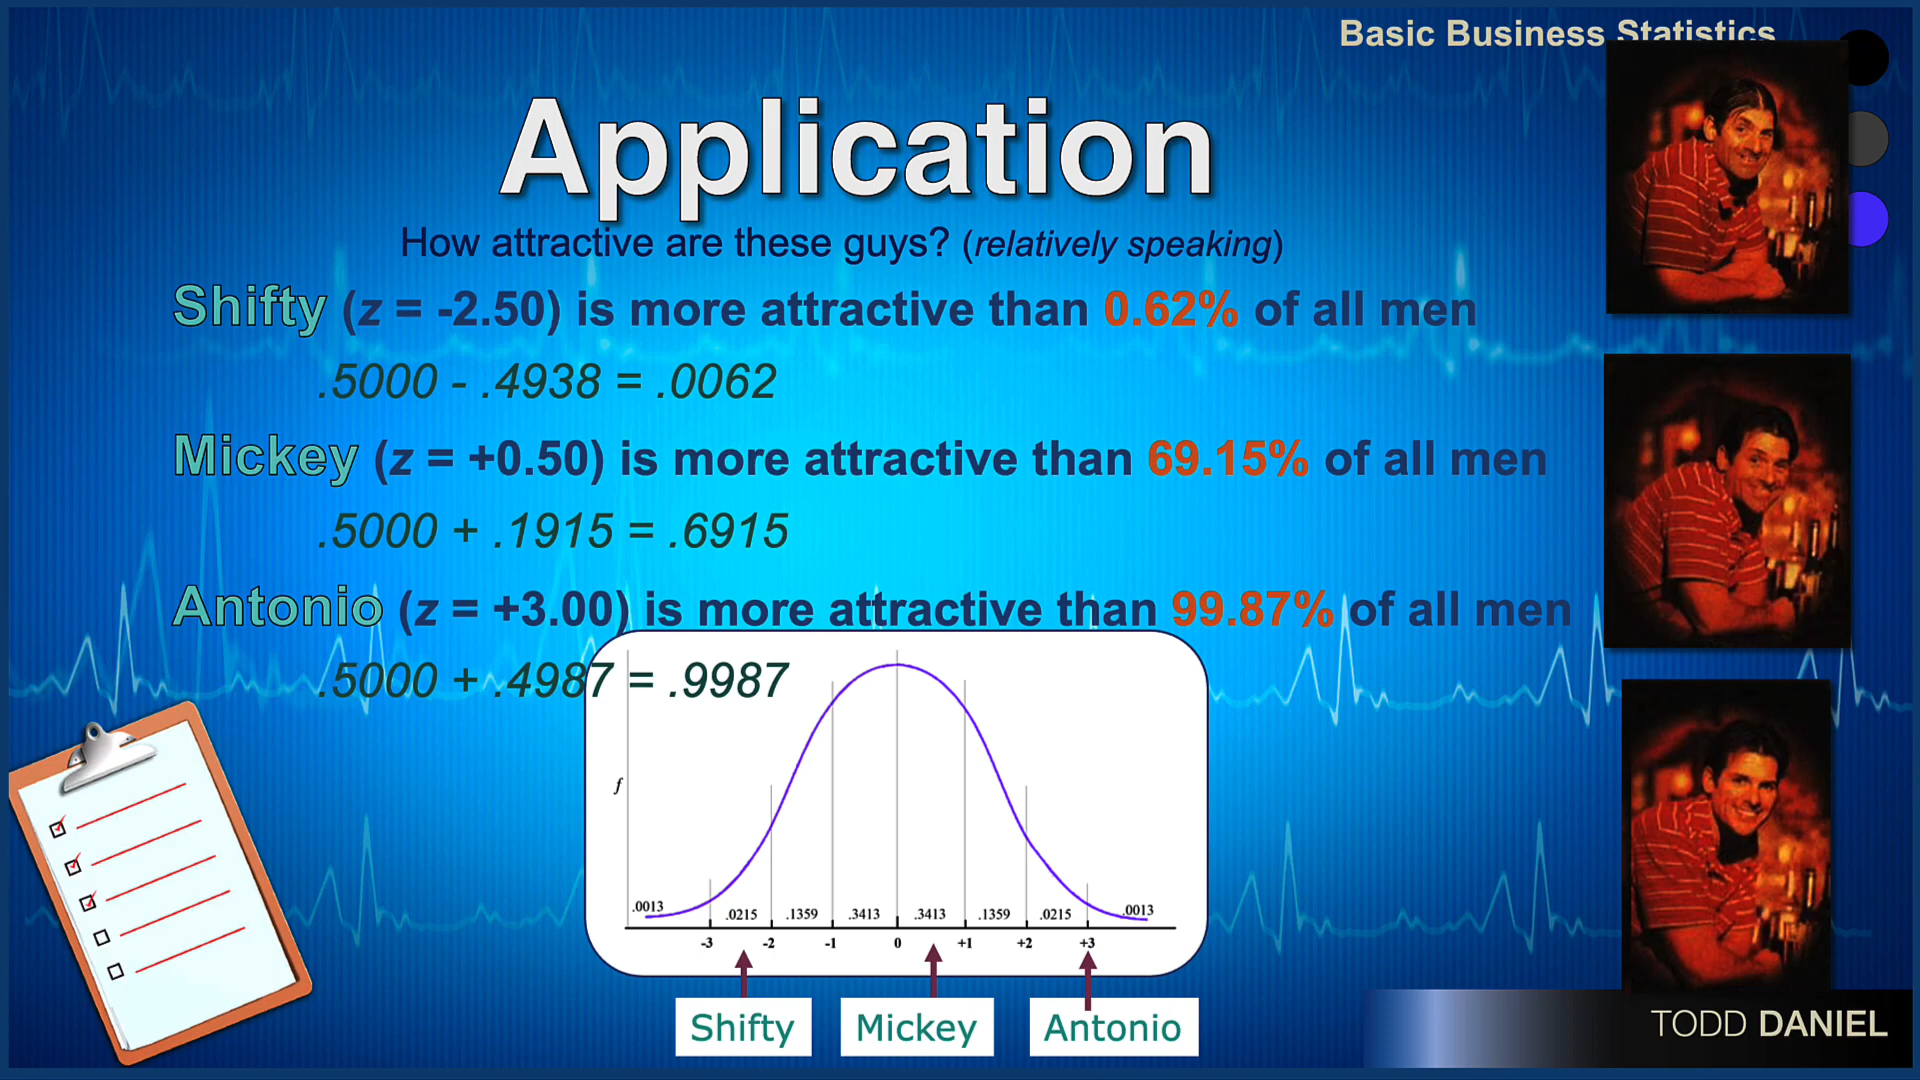 Basic Business Statistics
Application
How attractive are these guys? (relatively speaking)
Shifty (z = -2.50) is more attractive than 0.62% of all men
.5000 - .4938 = .0062
Mickey (z = +0.50) is more attractive than 69.15% of all men
.5000 + .1915 = .6915
Antonio (z = +3.00) is more attractive than 99.87% of all men
.5000 + .4987 = .9987
f
.0013 .0215 .1359 .3413 .3413 .1359 .0215 .0013
-3 -2 -1 0 +1 +2 +3
Shifty Mickey Antonio
TODD DANIEL